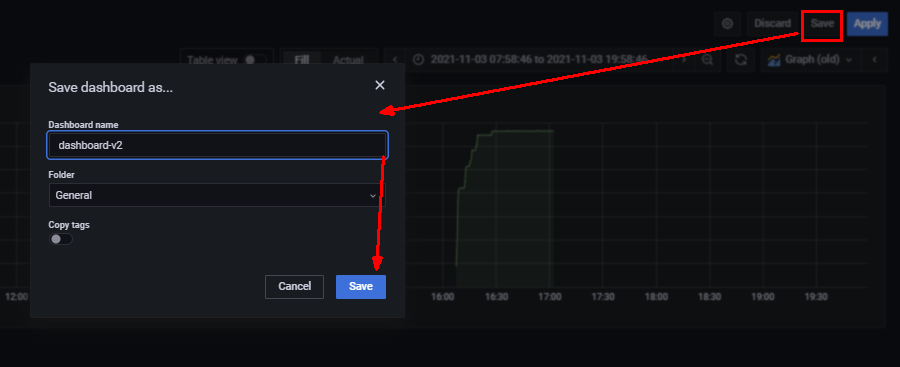 Discard Save Apply
Table view Fill Actual 2021-11-03 07:58:46 to 2021-11-03 19:58:46 Graph (old)
Save dashboard as...
Dashboard name
dashboard-v2
Folder
General
Copy tags
Cancel Save
12:00 16:00 16:30 17:00 17:30 18:00 18:30 19:00 19:30